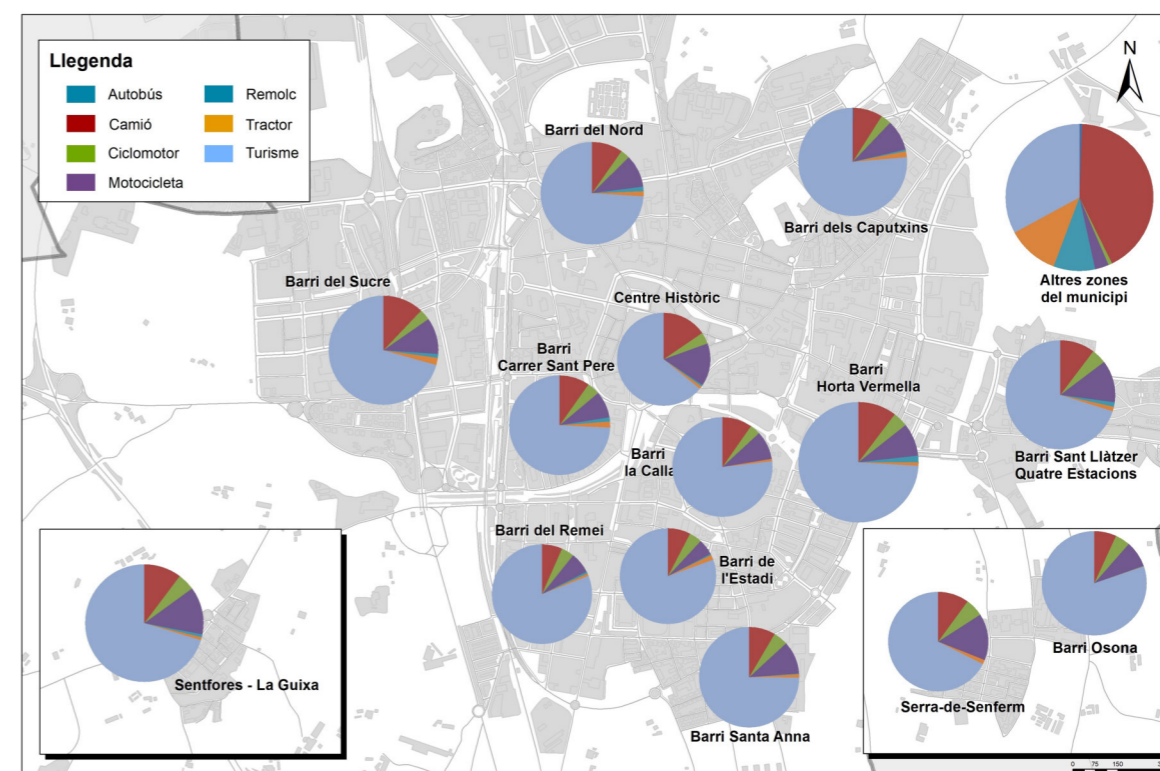 Llegenda
Autobús
Camió
Ciclomotor
Motocicleta
Remolc
Tractor
Turisme
N
Barri del Nord
Barri dels Caputxins
Altres zones
del municipi
Barri del Sucre
Centre Històric
Barri
Carrer Sant Pere
Barri
Horta Vermella
Barri
la Calla
Barri Sant Llàtzer
Quatre Estacions
Barri del Remei
Barri de
l'Estadi
Barri Santa Anna
Sentfores - La Guixa
Serra-de-Senferm
Barri Osona
0 75 150